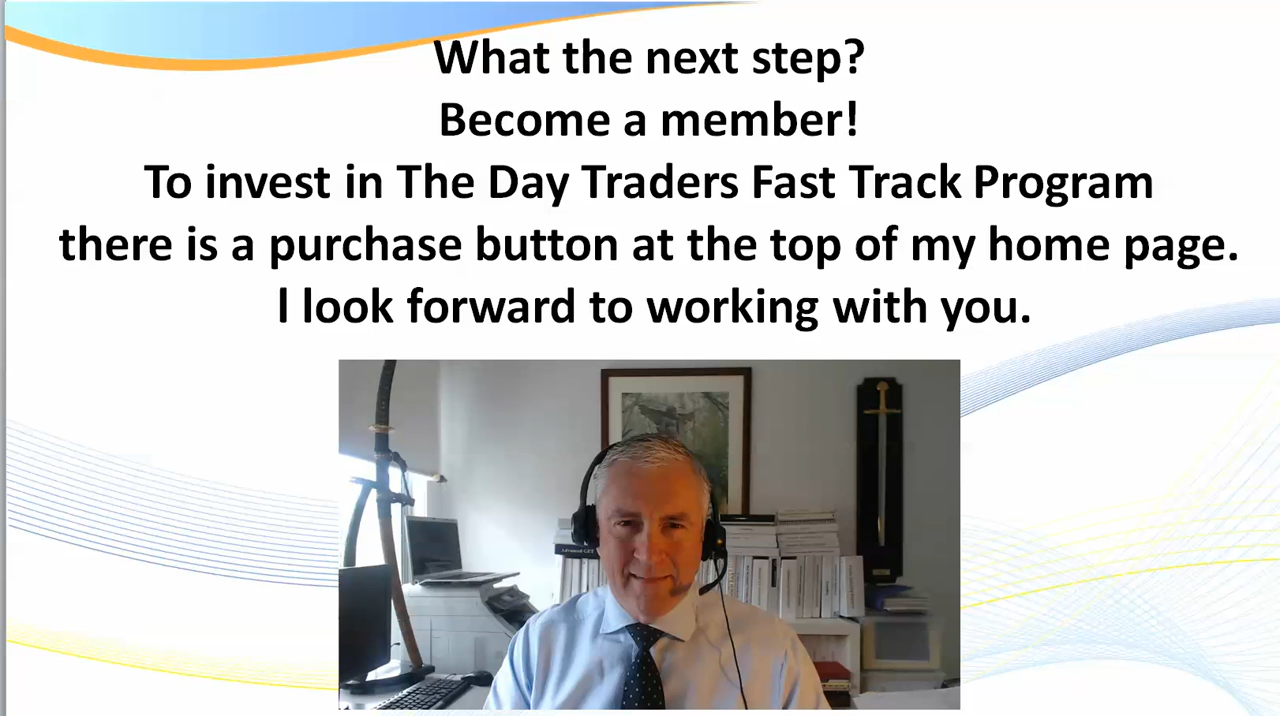 What the next step?
Become a member!
To invest in The Day Traders Fast Track Program
there is a purchase button at the top of my home page.
I look forward to working with you.